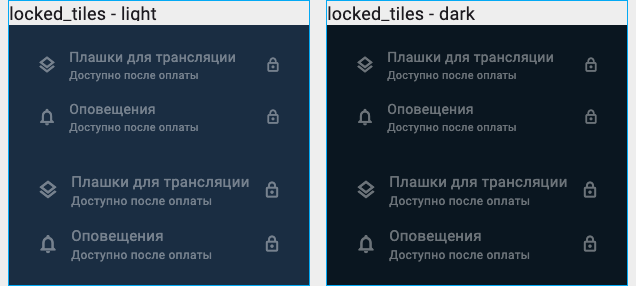 locked_tiles - light
Плашки для трансляции
Доступно после оплаты
Оповещения
Доступно после оплаты
Плашки для трансляции
Доступно после оплаты
Оповещения
Доступно после оплаты
locked_tiles - dark
Плашки для трансляции
Доступно после оплаты
Оповещения
Доступно после оплаты
Плашки для трансляции
Доступно после оплаты
Оповещения
Доступно после оплаты